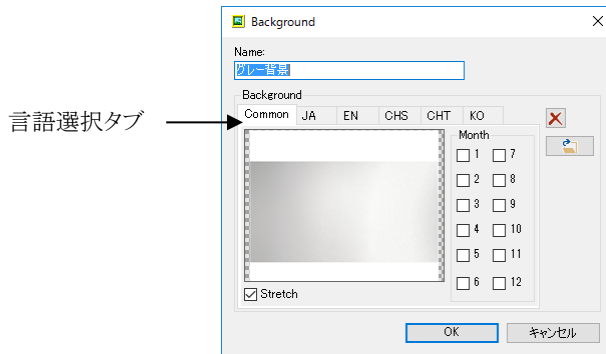 Background
Name:
グレー背景
Background
言語選択タブ
Common JA EN CHS CHT KO
Month
1 7
2 8
3 9
4 10
5 11
6 12
Stretch
OK キャンセル